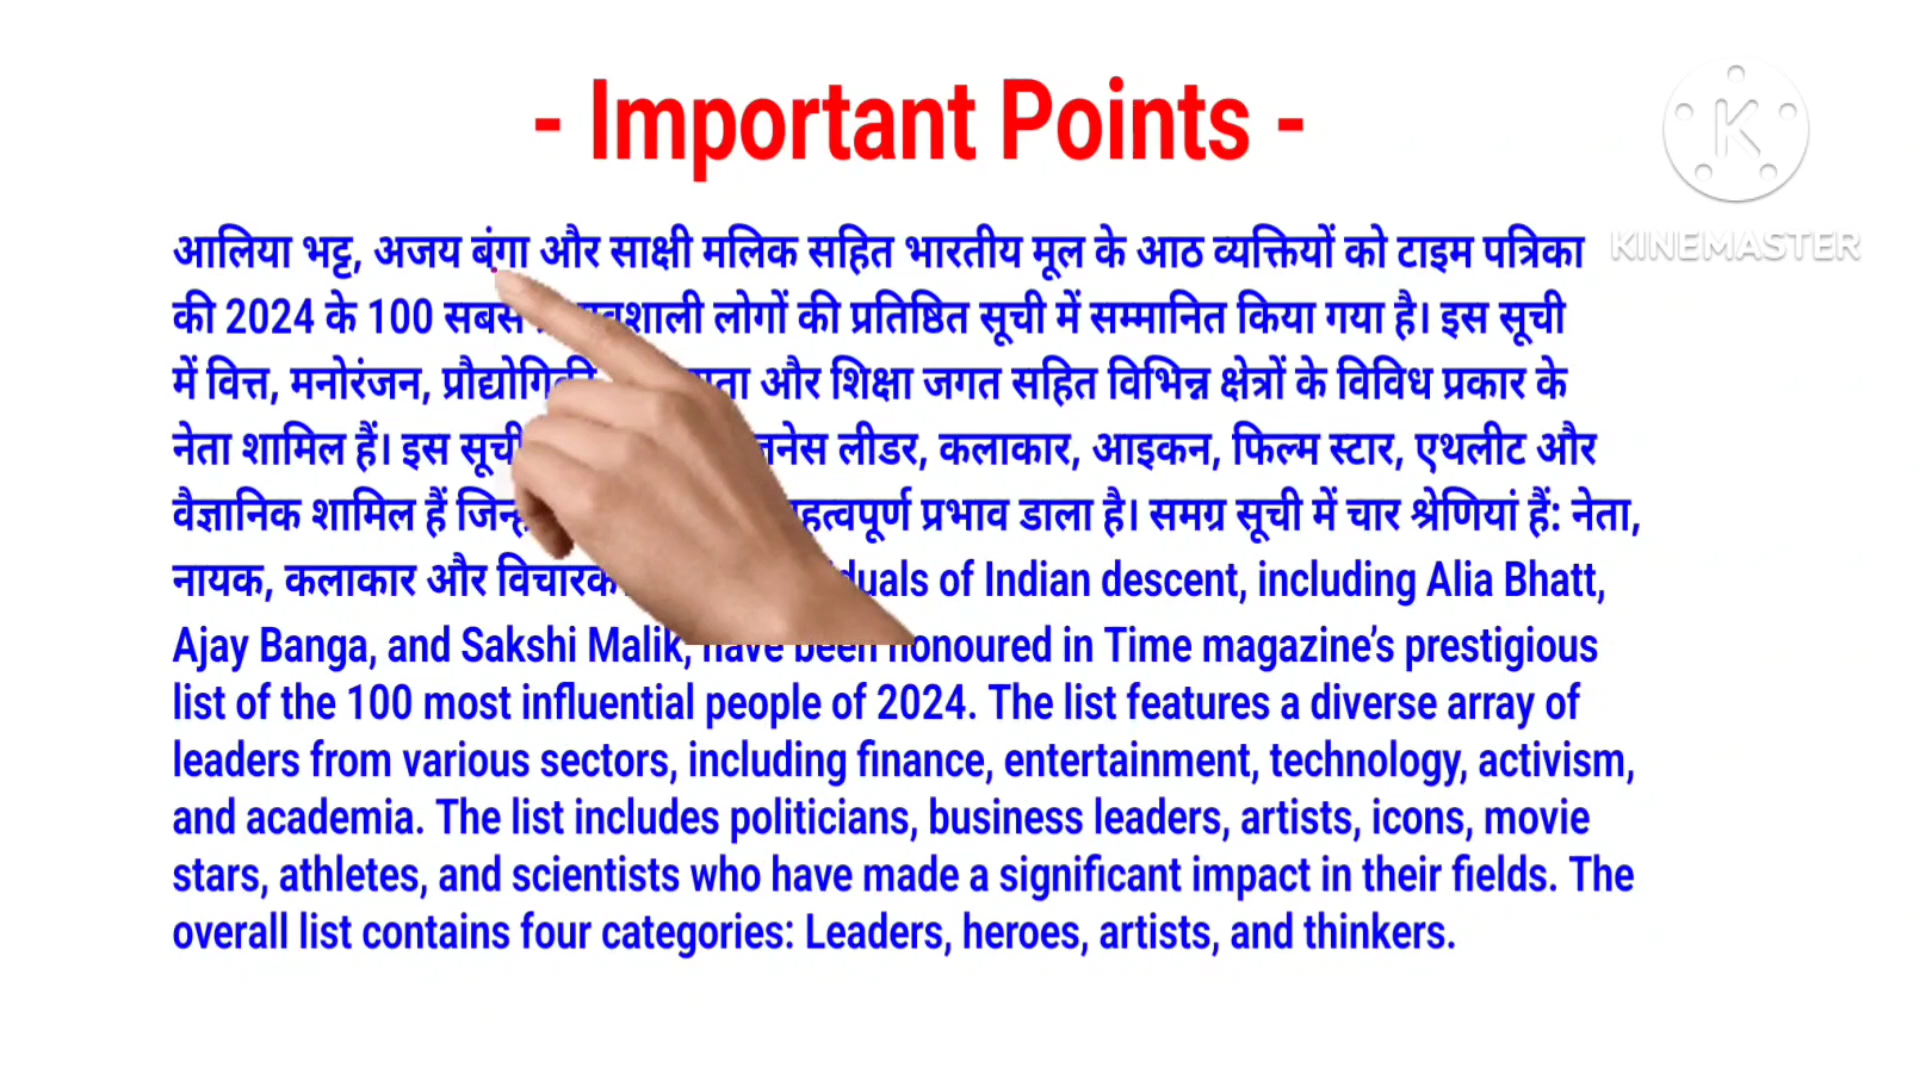 - Important Points -
K
KINEMASTER
आलिया भट्ट, अजय बंगा और साक्षी मलिक सहित भारतीय मूल के आठ व्यक्तियों को टाइम पत्रिका
की 2024 के 100 सबसे लोगों की प्रतिष्ठित सूची में सम्मानित किया गया है। इस सूची
में वित्त, मनोरंजन, और शिक्षा जगत सहित विभिन्न क्षेत्रों के विविध प्रकार के
नेता शामिल हैं। इस सूची लीडर, कलाकार, आइकन, फिल्म स्टार, एथलीट और
वैज्ञानिक शामिल हैं प्रभाव डाला है। समग्र सूची में चार श्रेणियां हैं: नेता,
नायक, कलाकार और विचारक of Indian descent, including Alia Bhatt,
Ajay Banga, and Sakshi Malik, have been honoured in Time magazine’s prestigious
list of the 100 most influential people of 2024. The list features a diverse array of
leaders from various sectors, including finance, entertainment, technology, activism,
and academia. The list includes politicians, business leaders, artists, icons, movie
stars, athletes, and scientists who have made a significant impact in their fields. The
overall list contains four categories: Leaders, heroes, artists, and thinkers.